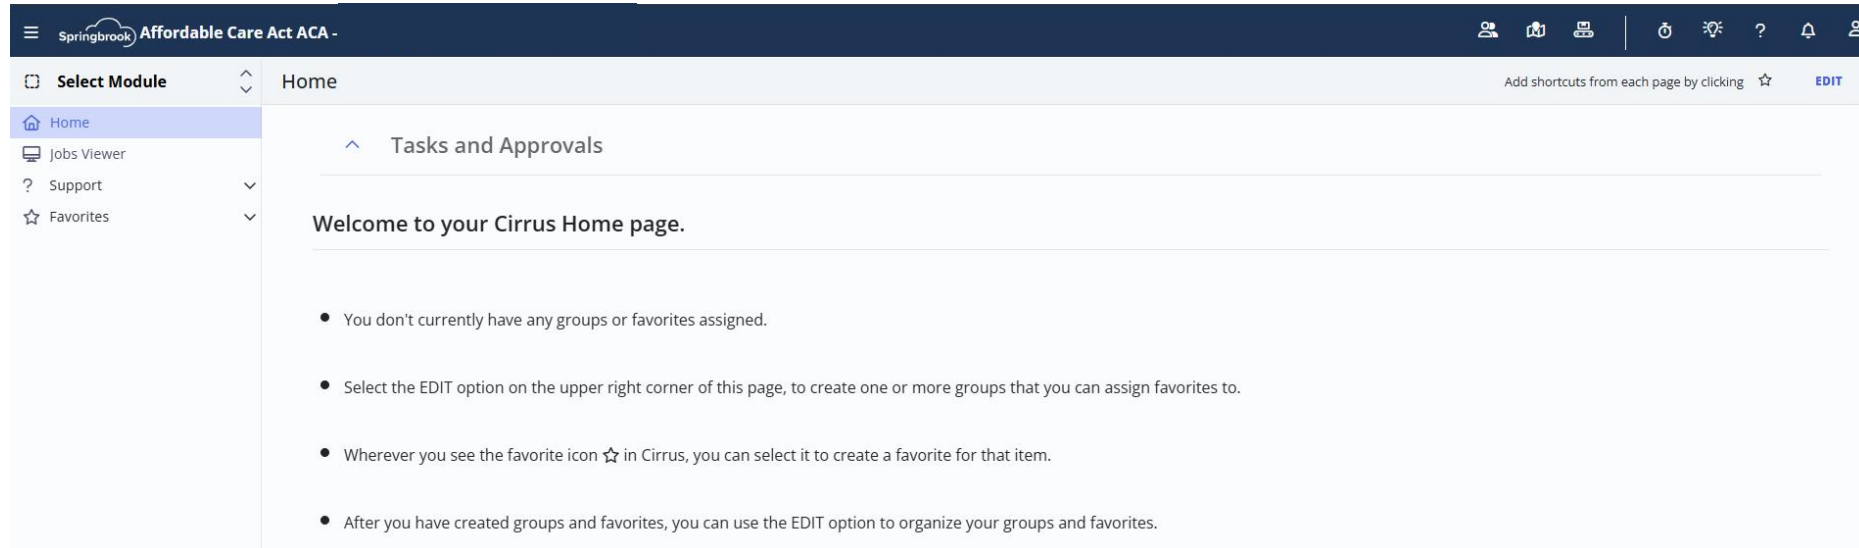 Springbrook Affordable Care Act ACA -
Select Module
Home
Add shortcuts from each page by clicking
EDIT
Home
Jobs Viewer
Support
Favorites
Tasks and Approvals
Welcome to your Cirrus Home page.
You don't currently have any groups or favorites assigned.
Select the EDIT option on the upper right corner of this page, to create one or more groups that you can assign favorites to.
Wherever you see the favorite icon ☆ in Cirrus, you can select it to create a favorite for that item.
After you have created groups and favorites, you can use the EDIT option to organize your groups and favorites.